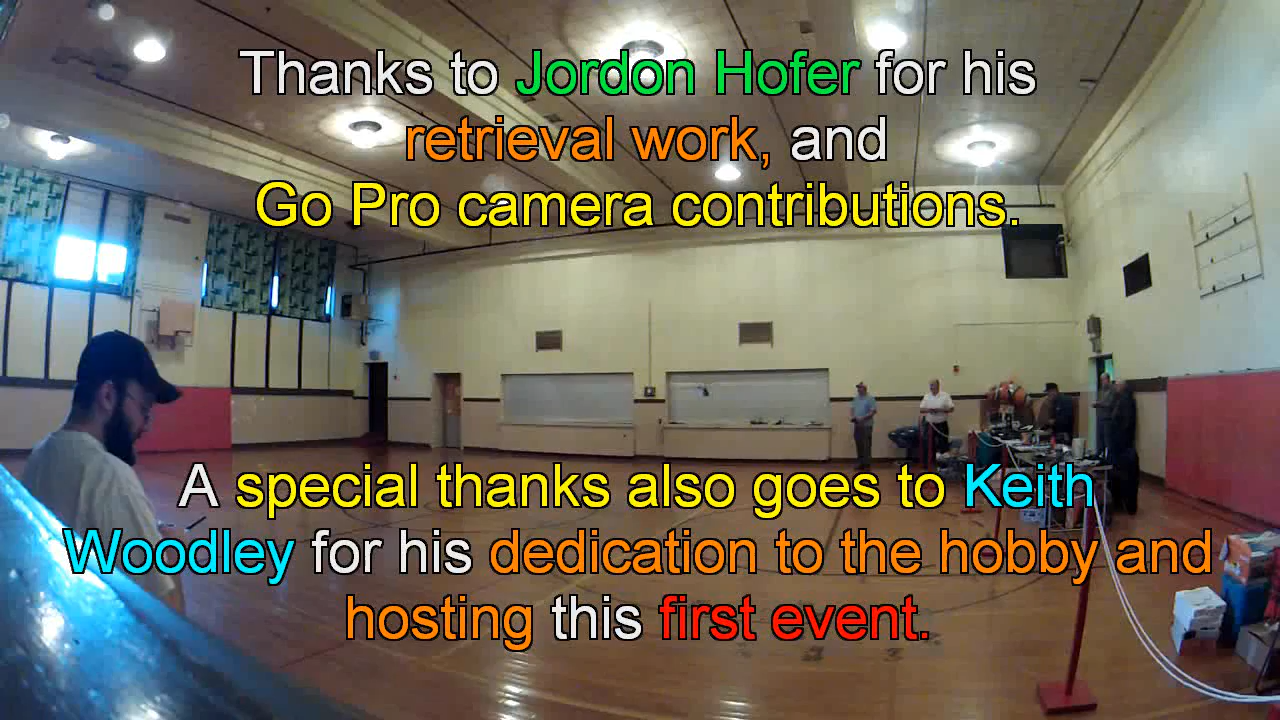 Thanks to Jordon Hofer for his
retrieval work, and
Go Pro camera contributions.
A special thanks also goes to Keith
Woodley for his dedication to the hobby and
hosting this first event.